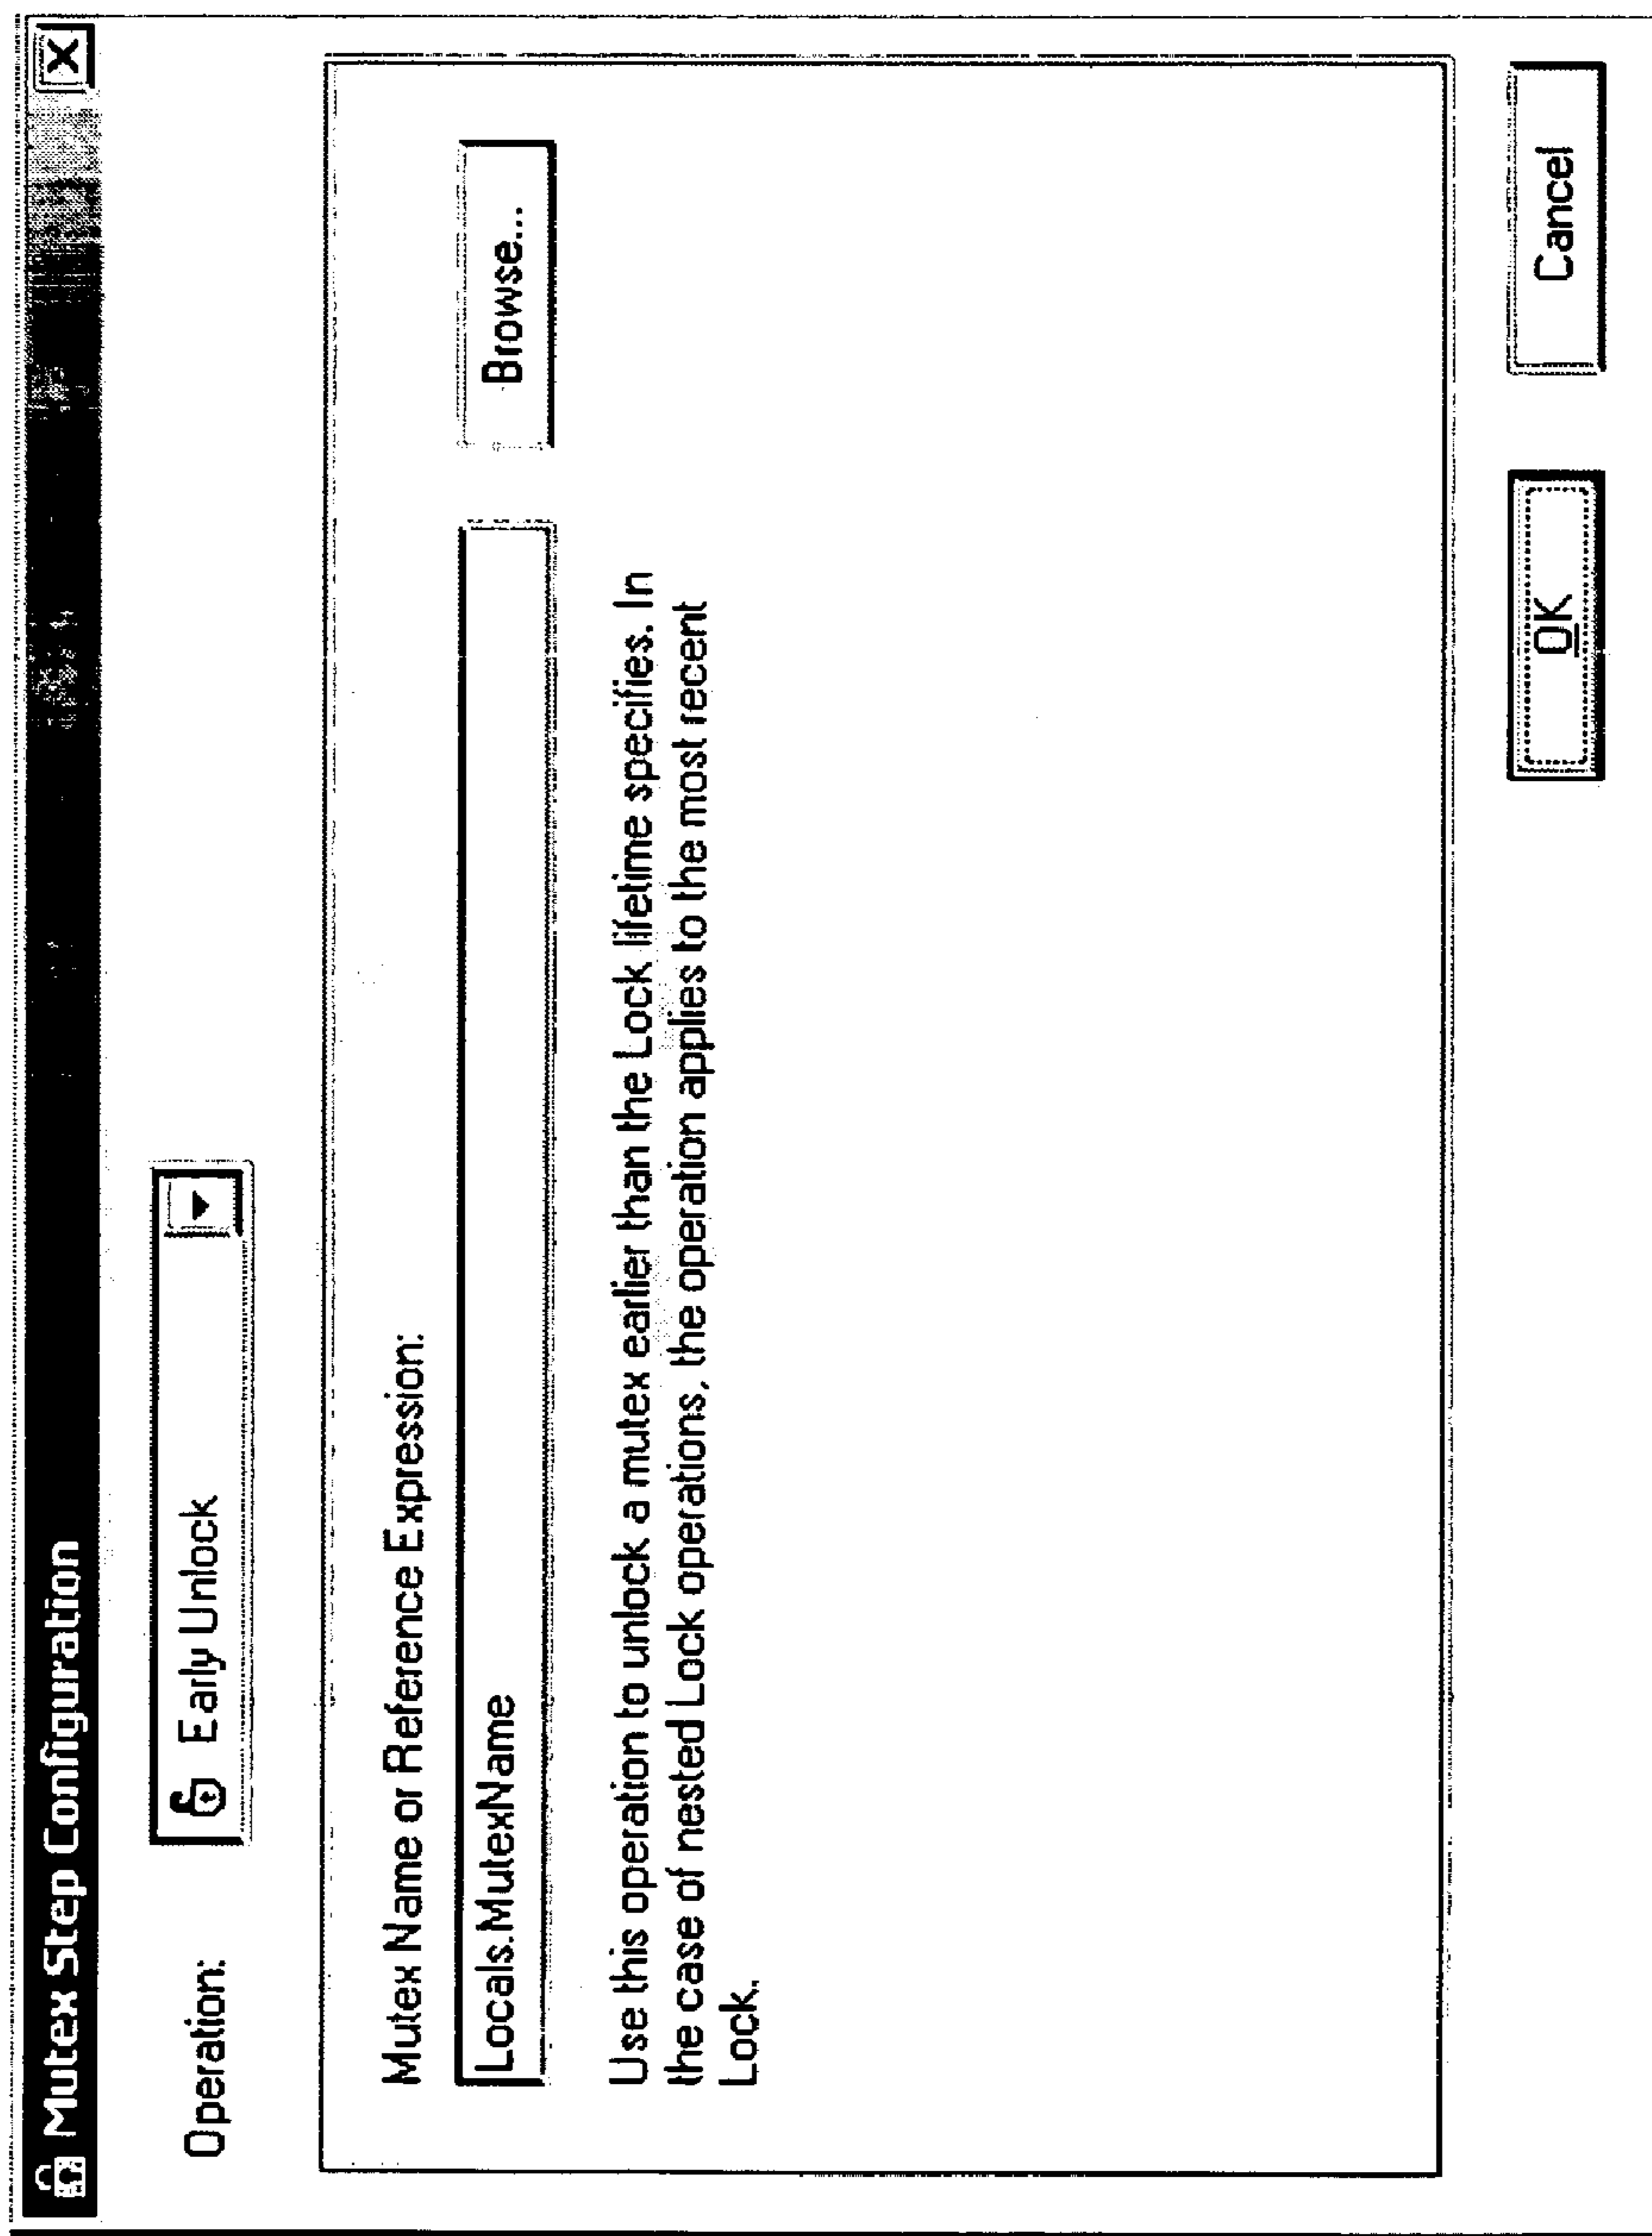 Mutex Step Configuration
Operation:
Early Unlock
Mutex Name or Reference Expression:
Locals.MutexName
Browse...
Use this operation to unlock a mutex earlier than the Lock lifetime specifies. In
the case of nested Lock operations, the operation applies to the most recent
Lock.
OK
Cancel